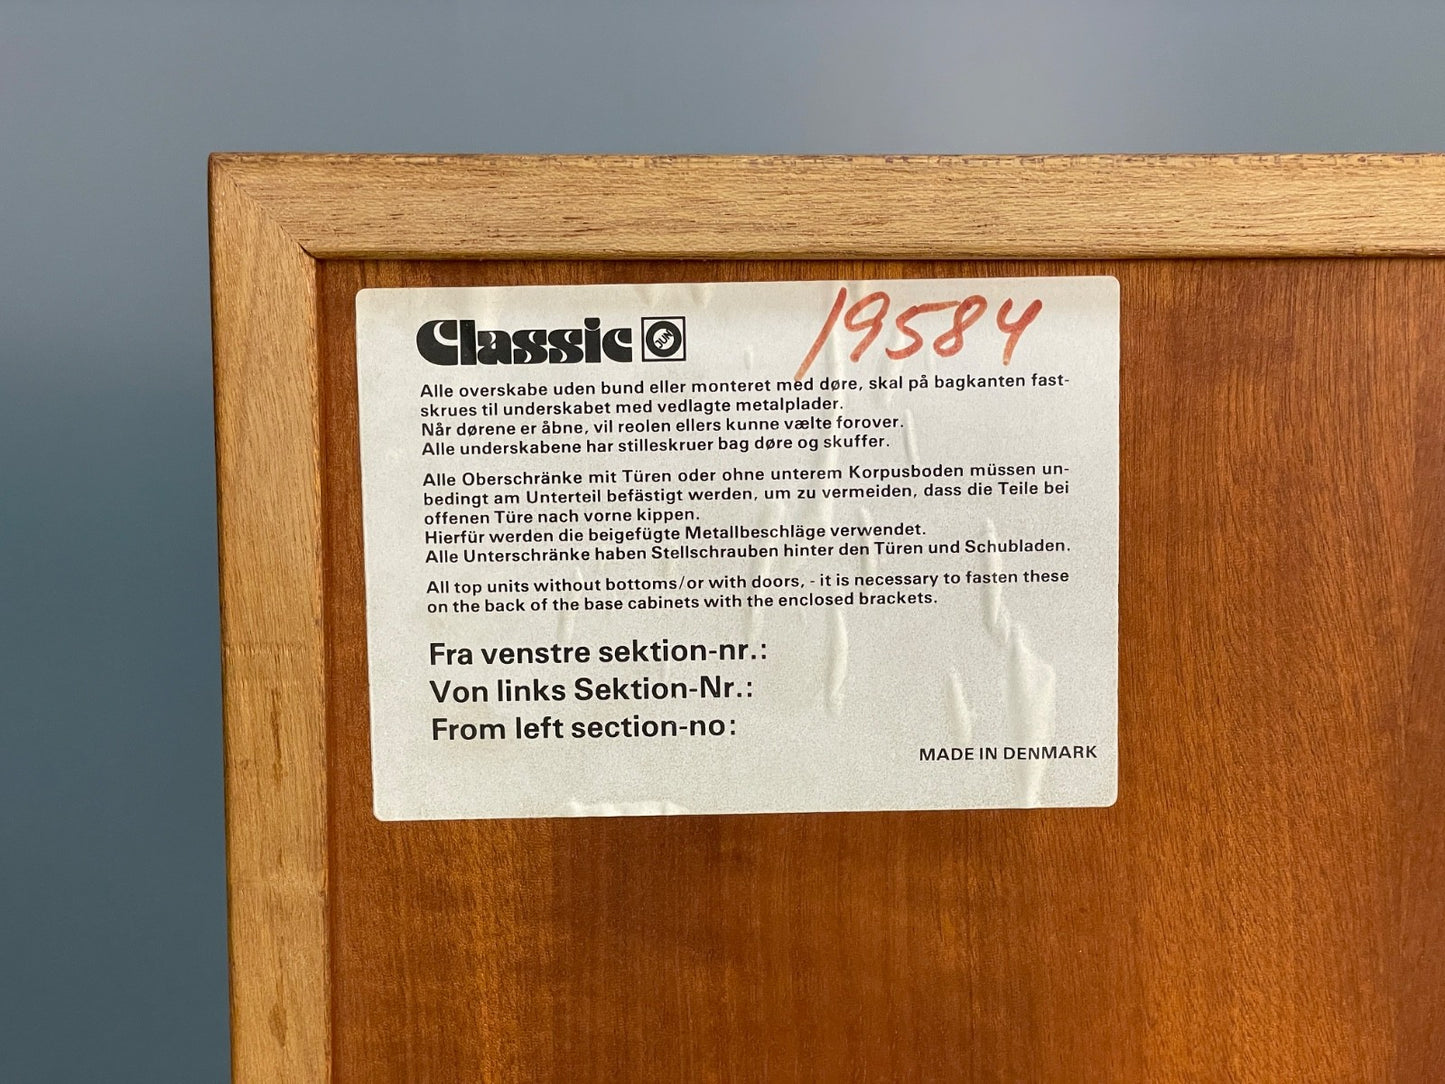 Classic JUN 19584
Alle overskabe uden bund eller monteret med døre, skal på bagkanten fast-
skrues til underskabet med vedlagte metalplader.
Når dørene er åbne, vil reolen ellers kunne vælte forover.
Alle underskabene har stilleskruer bag døre og skuffer.
Alle Oberschränke mit Türen oder ohne unterem Korpusboden müssen un-
bedingt am Unterteil befästigt werden, um zu vermeiden, dass die Teile bei
offenen Türe nach vorne kippen.
Hierfür werden die beigefügte Metallbeschläge verwendet.
Alle Unterschränke haben Stellschrauben hinter den Türen und Schubladen.
All top units without bottoms/or with doors, - it is necessary to fasten these
on the back of the base cabinets with the enclosed brackets.
Fra venstre sektion-nr.:
Von links Sektion-Nr.:
From left section-no:
MADE IN DENMARK